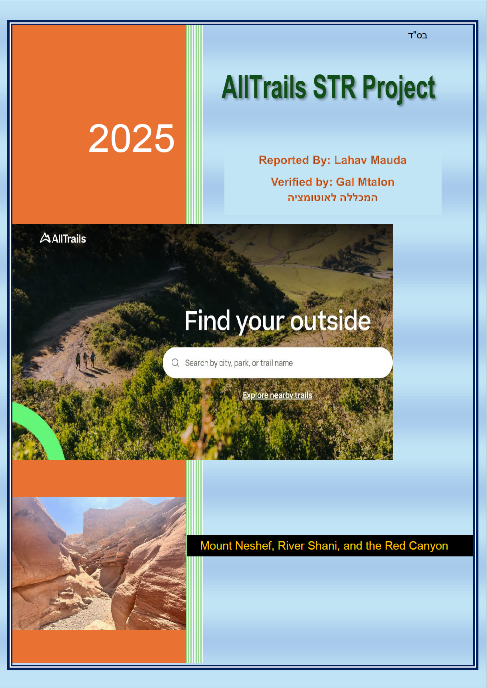 בס"ד
AllTrails STR Project
2025
Reported By: Lahav Mauda
Verified by: Gal Mtalon
המכללה לאוטומציה
AllTrails
Find your outside
Search by city, park, or trail name
Explore nearby trails
Mount Neshef, River Shani, and the Red Canyon